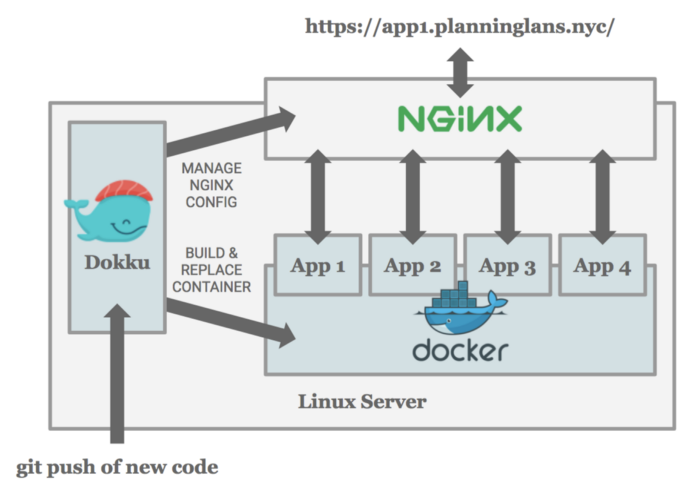 https://app1.planninglans.nyc/
NGiNX
MANAGE
NGINX
CONFIG
Dokku
BUILD &
REPLACE
CONTAINER
App 1
App 2
App 3
App 4
docker
Linux Server
git push of new code